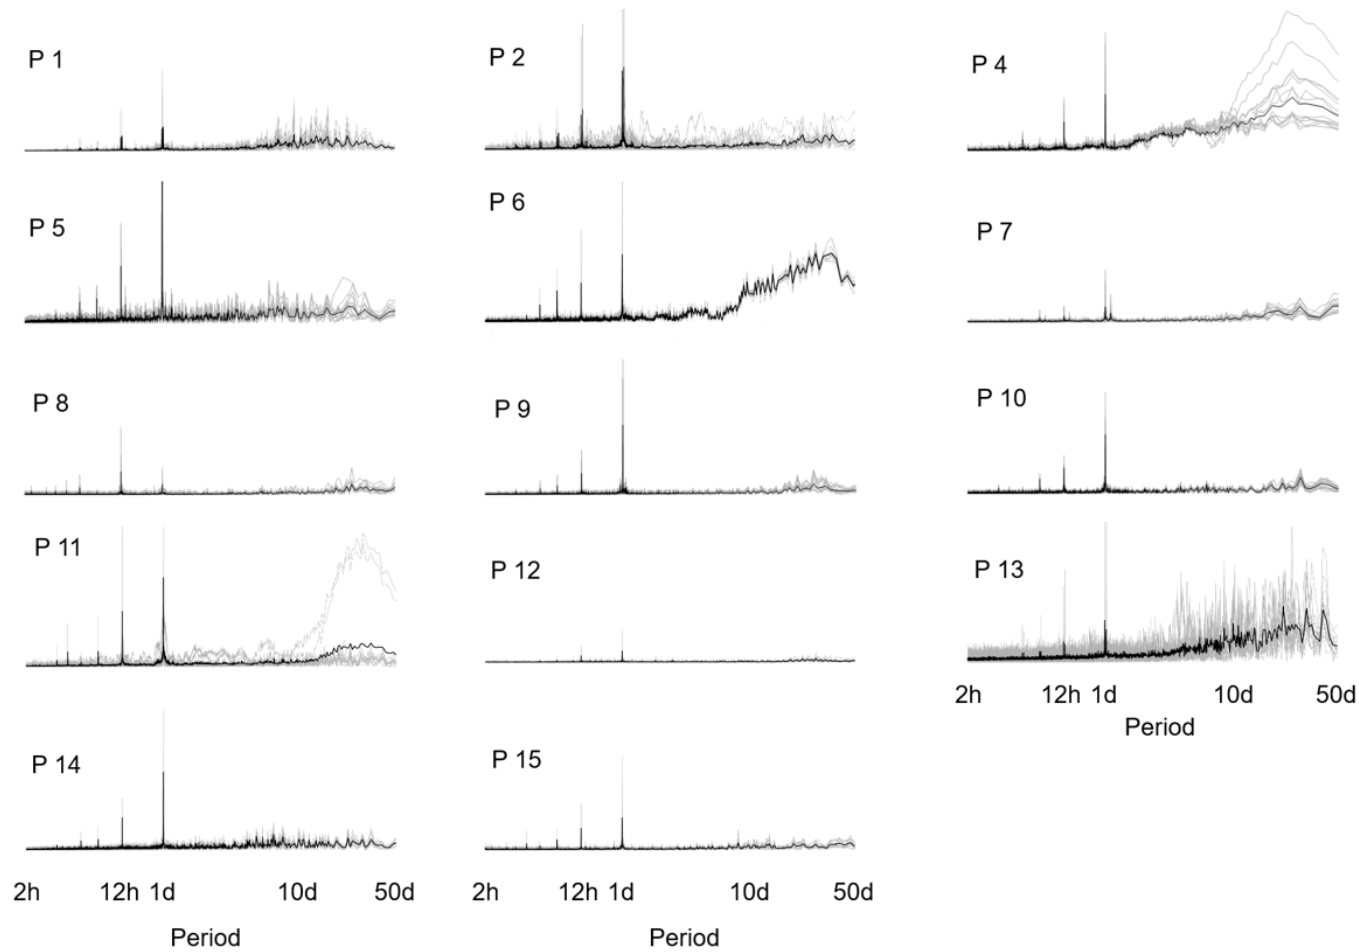 P 1
P 2
P 4
P 5
P 6
P 7
P 8
P 9
P 10
P 11
P 12
P 13
2h 12h 1d 10d 50d
Period
P 14
P 15
2h 12h 1d 10d 50d
2h 12h 1d 10d 50d
Period
Period